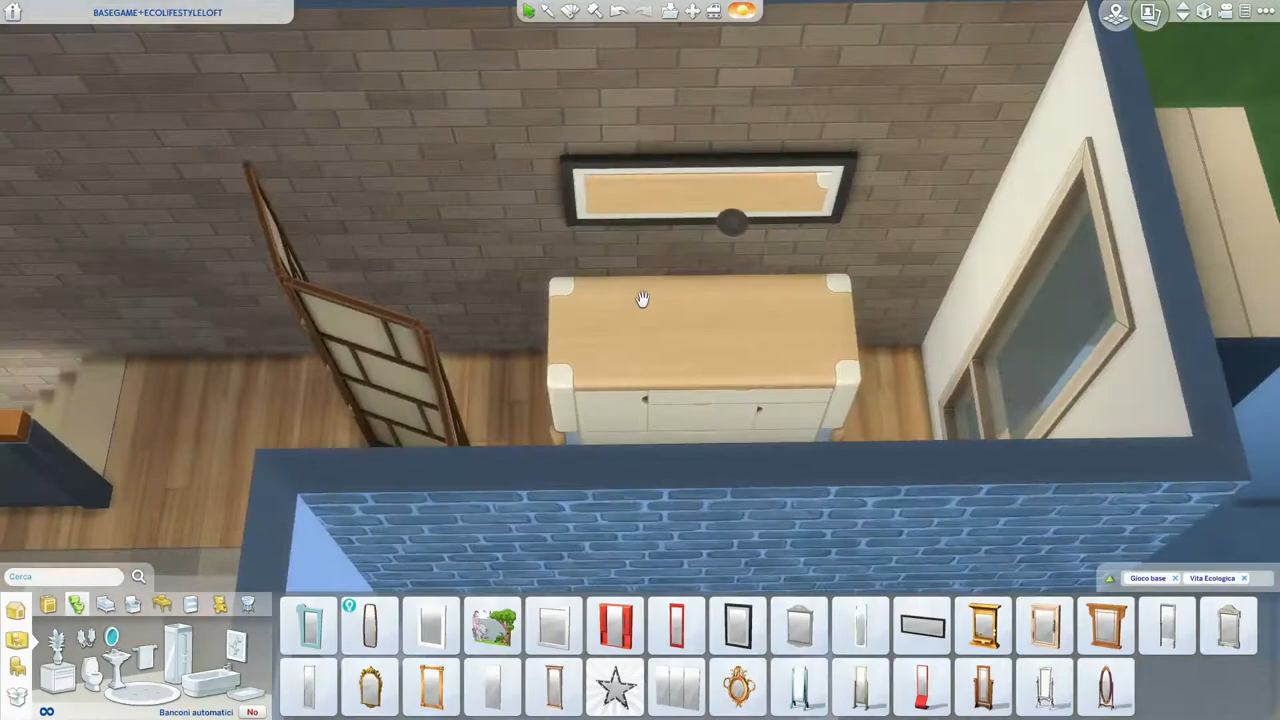 BASEGAME+ECOLIFESTYLELOFT
Cerca
Gioco base
Vita Ecologica
Banconi automatici
No